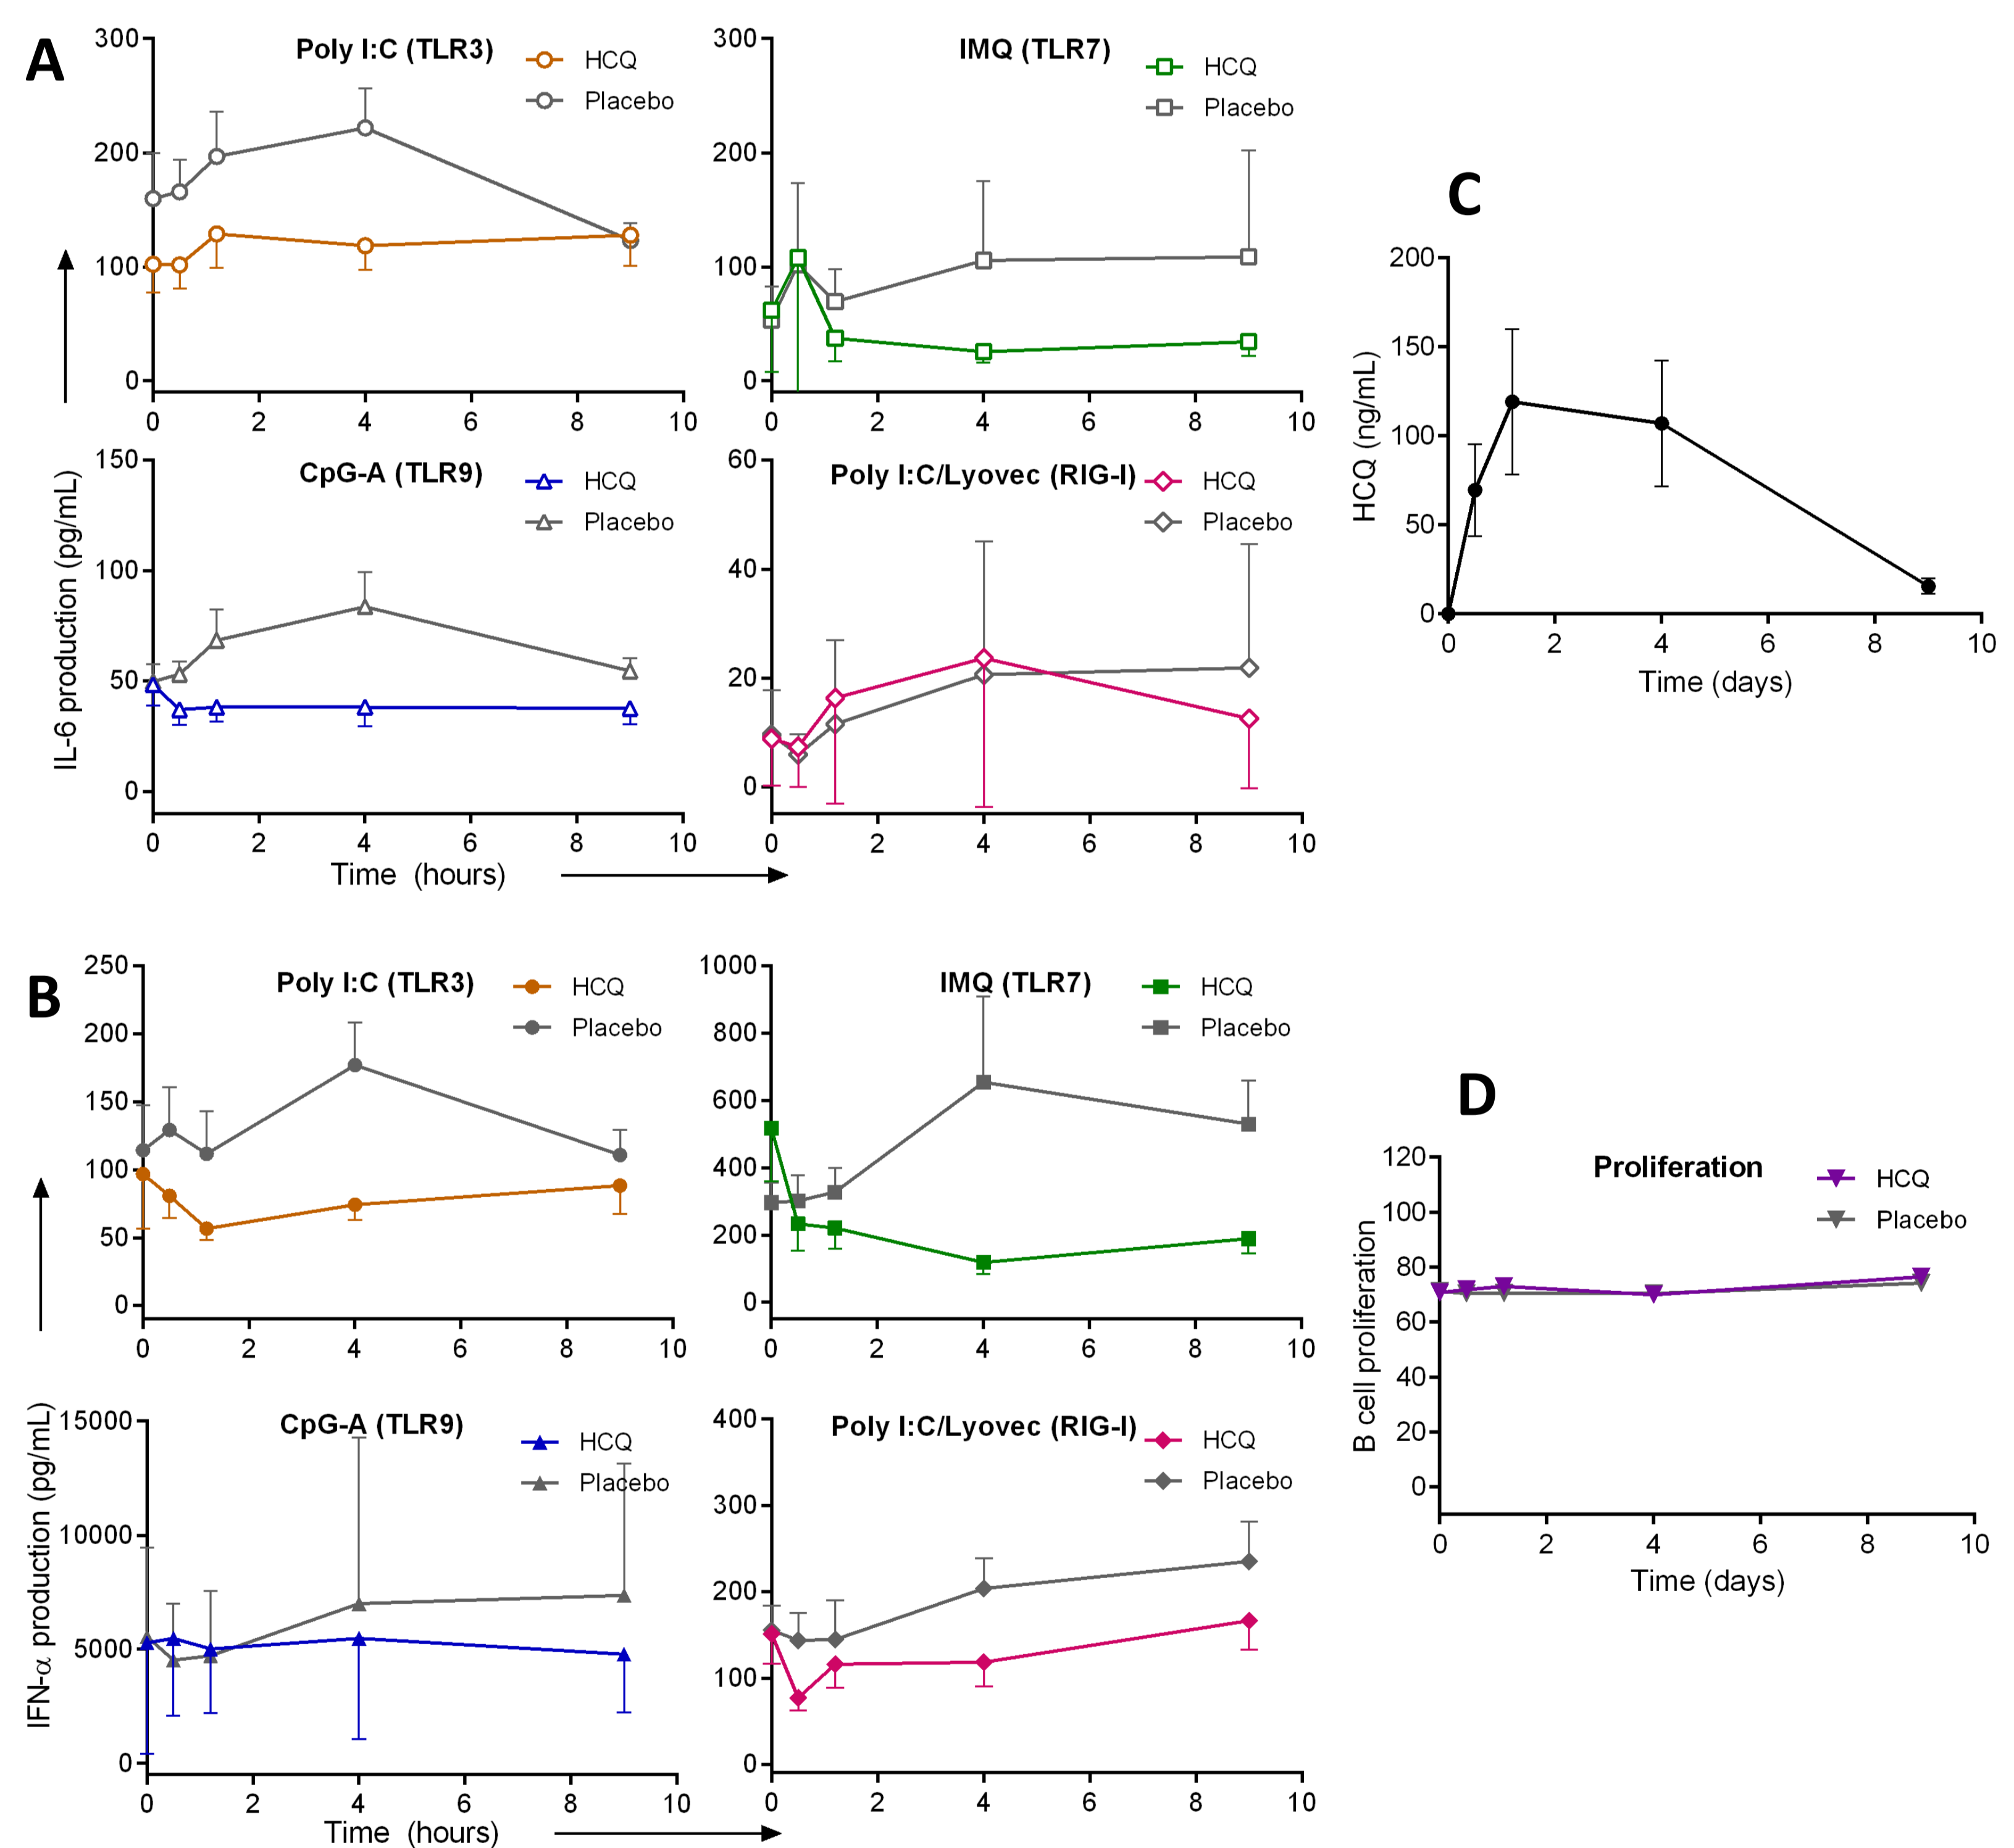 A
Poly I:C (TLR3)
HCQ
Placebo
300
200
100
0
0 2 4 6 8 10
IMQ (TLR7)
HCQ
Placebo
300
200
100
0
0 2 4 6 8 10
IL-6 production (pg/mL)
CpG-A (TLR9)
HCQ
Placebo
150
100
50
0
0 2 4 6 8 10
Time (hours)
Poly I:C/Lyovec (RIG-I)
HCQ
Placebo
60
40
20
0
0 2 4 6 8 10
C
HCQ (ng/mL)
200
150
100
50
0
0 2 4 6 8 10
Time (days)
B
Poly I:C (TLR3)
HCQ
Placebo
250
200
150
100
50
0
0 2 4 6 8 10
IMQ (TLR7)
HCQ
Placebo
1000
800
600
400
200
0
0 2 4 6 8 10
IFN-α production (pg/mL)
CpG-A (TLR9)
HCQ
Placebo
15000
10000
5000
0
0 2 4 6 8 10
Time (hours)
Poly I:C/Lyovec (RIG-I)
HCQ
Placebo
400
300
200
100
0
0 2 4 6 8 10
D
Proliferation
HCQ
Placebo
B cell proliferation
120
100
80
60
40
20
0
0 2 4 6 8 10
Time (days)